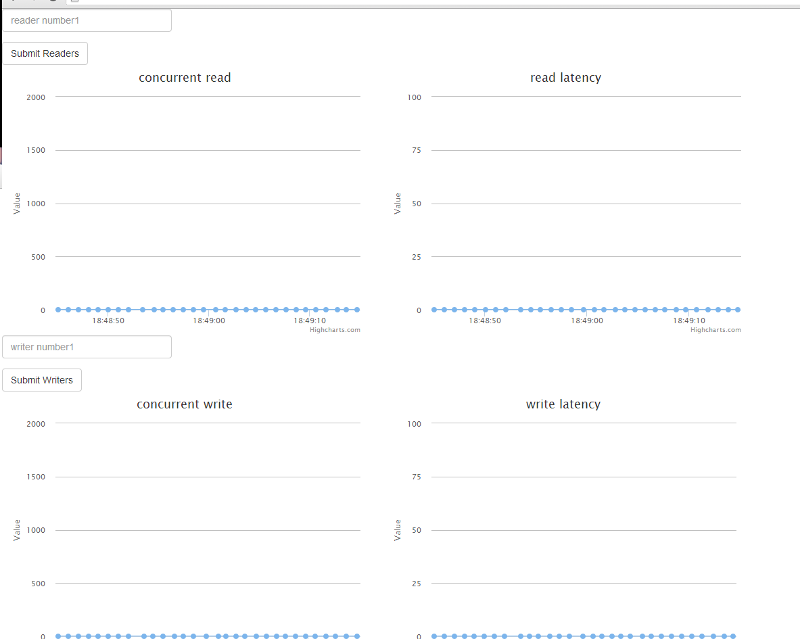 reader number1
Submit Readers
concurrent read
2000
1500
1000
500
0
Value
18:48:50 18:49:00 18:49:10
Highcharts.com
read latency
100
75
50
25
0
Value
18:48:50 18:49:00 18:49:10
Highcharts.com
writer number1
Submit Writers
concurrent write
2000
1500
1000
500
0
Value
write latency
100
75
50
25
0
Value